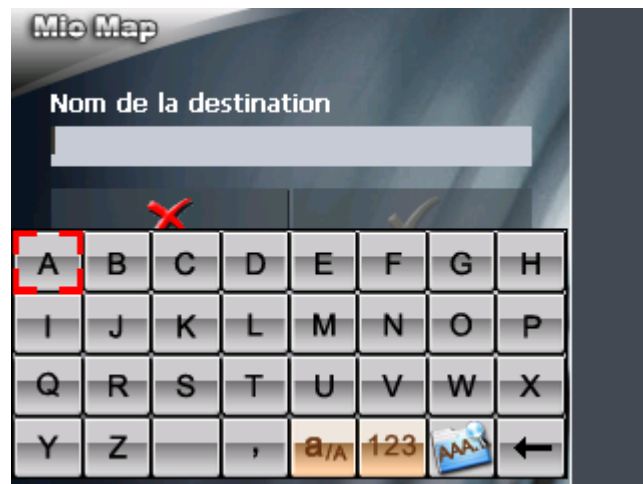 Mio Map
Nom de la destination
A B C D E F G H
I J K L M N O P
Q R S T U V W X
Y Z , a/A 123 AAA...